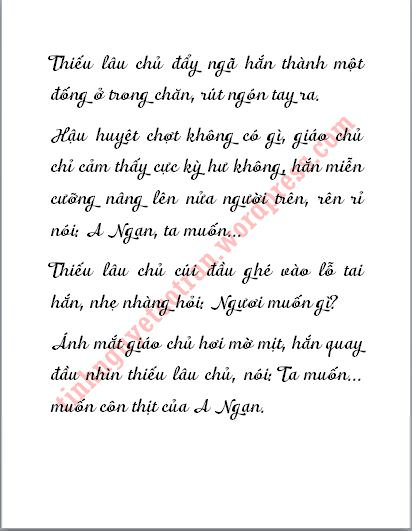 Thiếu lâu chủ đẩy ngã hắn thành một
đống ở trong chăn, rút ngón tay ra.
Hậu huyệt chợt không có gì, giáo chủ
chỉ cảm thấy cực kỳ hư không, hắn miễn
cưỡng nâng lên nửa người trên, rên rỉ
nói: A Ngạn, ta muốn...
Thiếu lâu chủ cúi đầu ghé vào lỗ tai
hắn, nhẹ nhàng hỏi: Ngươi muốn gì?
Ánh mắt giáo chủ hơi mờ mịt, hắn quay
đầu nhìn thiếu lâu chủ, nói: Ta muốn...
muốn côn thịt của A Ngạn.